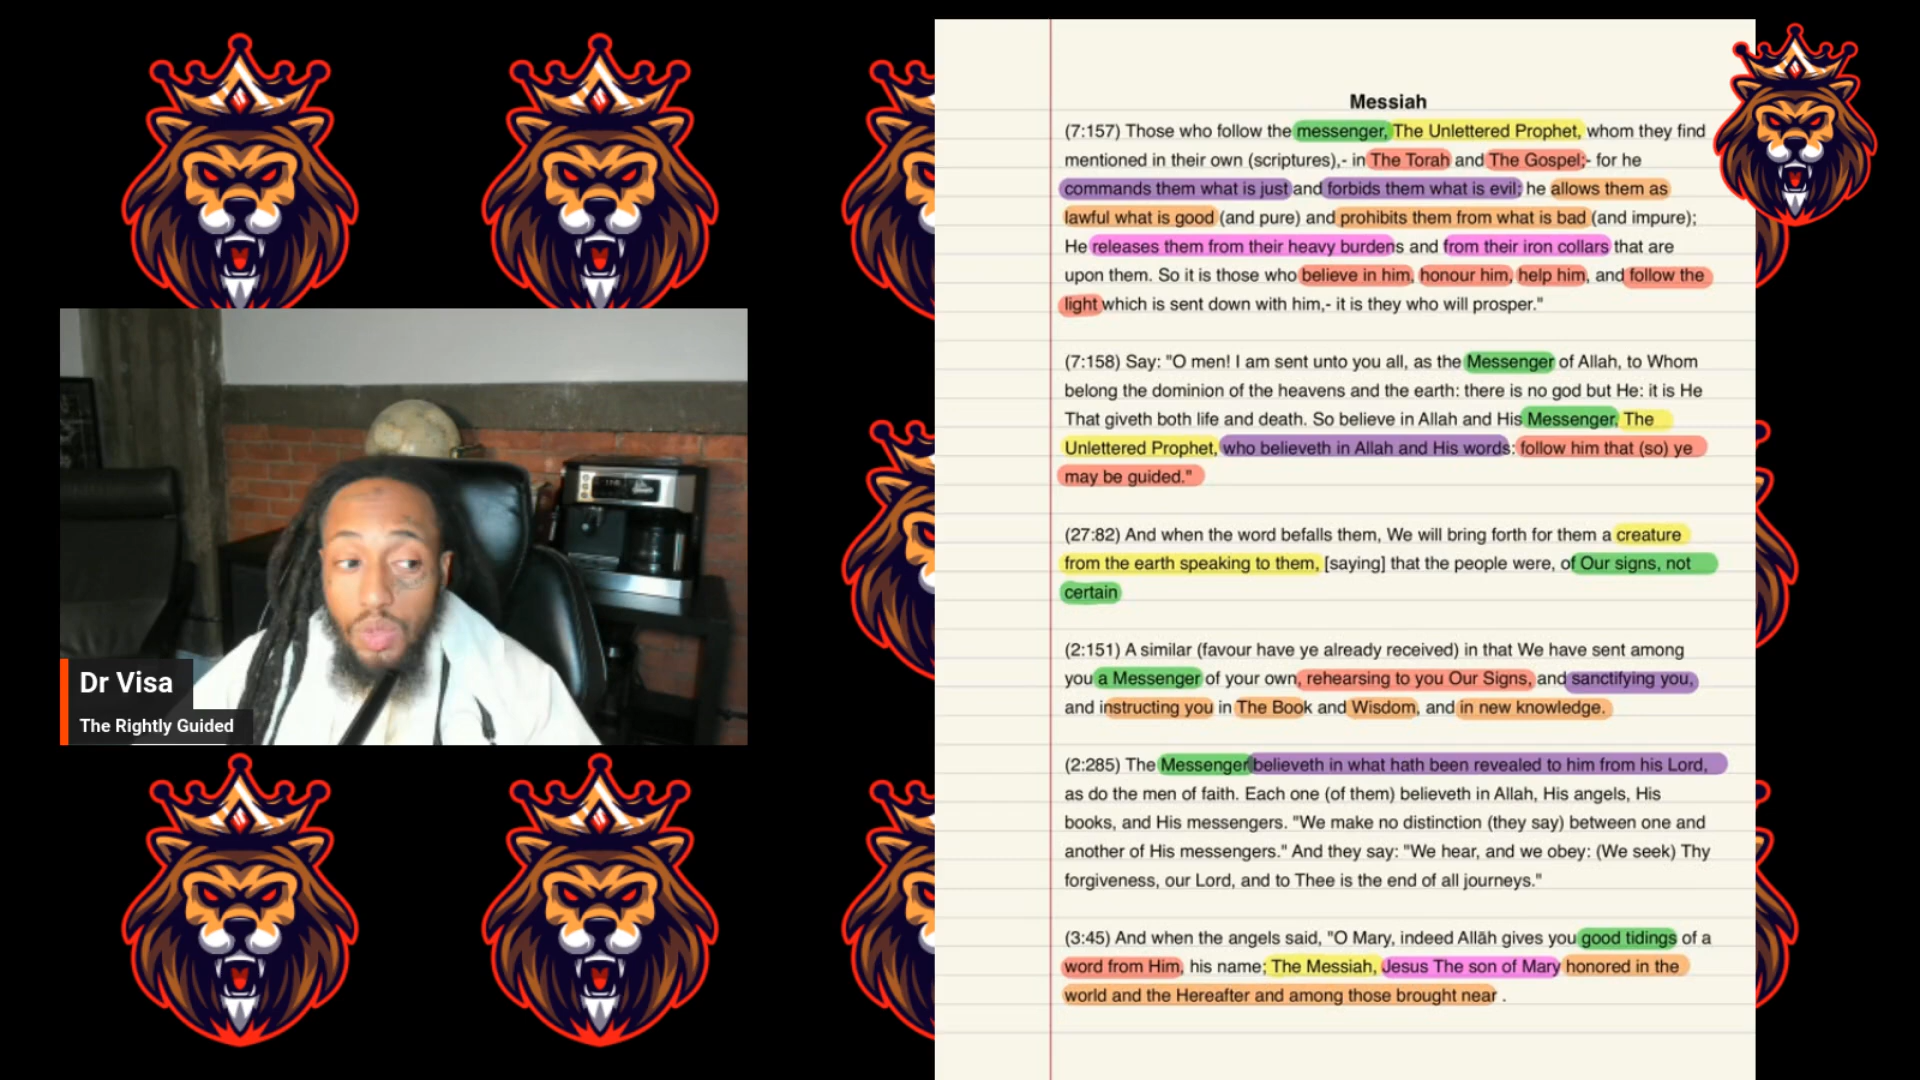 Messiah
(7:157) Those who follow the messenger, The Unlettered Prophet, whom they find
mentioned in their own (scriptures),- in The Torah and The Gospel;- for he
commands them what is just and forbids them what is evil; he allows them as
lawful what is good (and pure) and prohibits them from what is bad (and impure);
He releases them from their heavy burdens and from their iron collars that are
upon them. So it is those who believe in him, honour him, help him, and follow the
light which is sent down with him,- it is they who will prosper."
(7:158) Say: "O men! I am sent unto you all, as the Messenger of Allah, to Whom
belong the dominion of the heavens and the earth: there is no god but He: it is He
That giveth both life and death. So believe in Allah and His Messenger, The
Unlettered Prophet, who believeth in Allah and His words: follow him that (so) ye
may be guided."
(27:82) And when the word befalls them, We will bring forth for them a creature
from the earth speaking to them, [saying] that the people were, of Our signs, not
certain
(2:151) A similar (favour have ye already received) in that We have sent among
you a Messenger of your own, rehearsing to you Our Signs, and sanctifying you,
and instructing you in The Book and Wisdom, and in new knowledge.
(2:285) The Messenger believeth in what hath been revealed to him from his Lord,
as do the men of faith. Each one (of them) believeth in Allah, His angels, His
books, and His messengers. "We make no distinction (they say) between one and
another of His messengers." And they say: "We hear, and we obey: (We seek) Thy
forgiveness, our Lord, and to Thee is the end of all journeys."
(3:45) And when the angels said, "O Mary, indeed Allāh gives you good tidings of a
word from Him, his name; The Messiah, Jesus The son of Mary honored in the
world and the Hereafter and among those brought near .
Dr Visa
The Rightly Guided